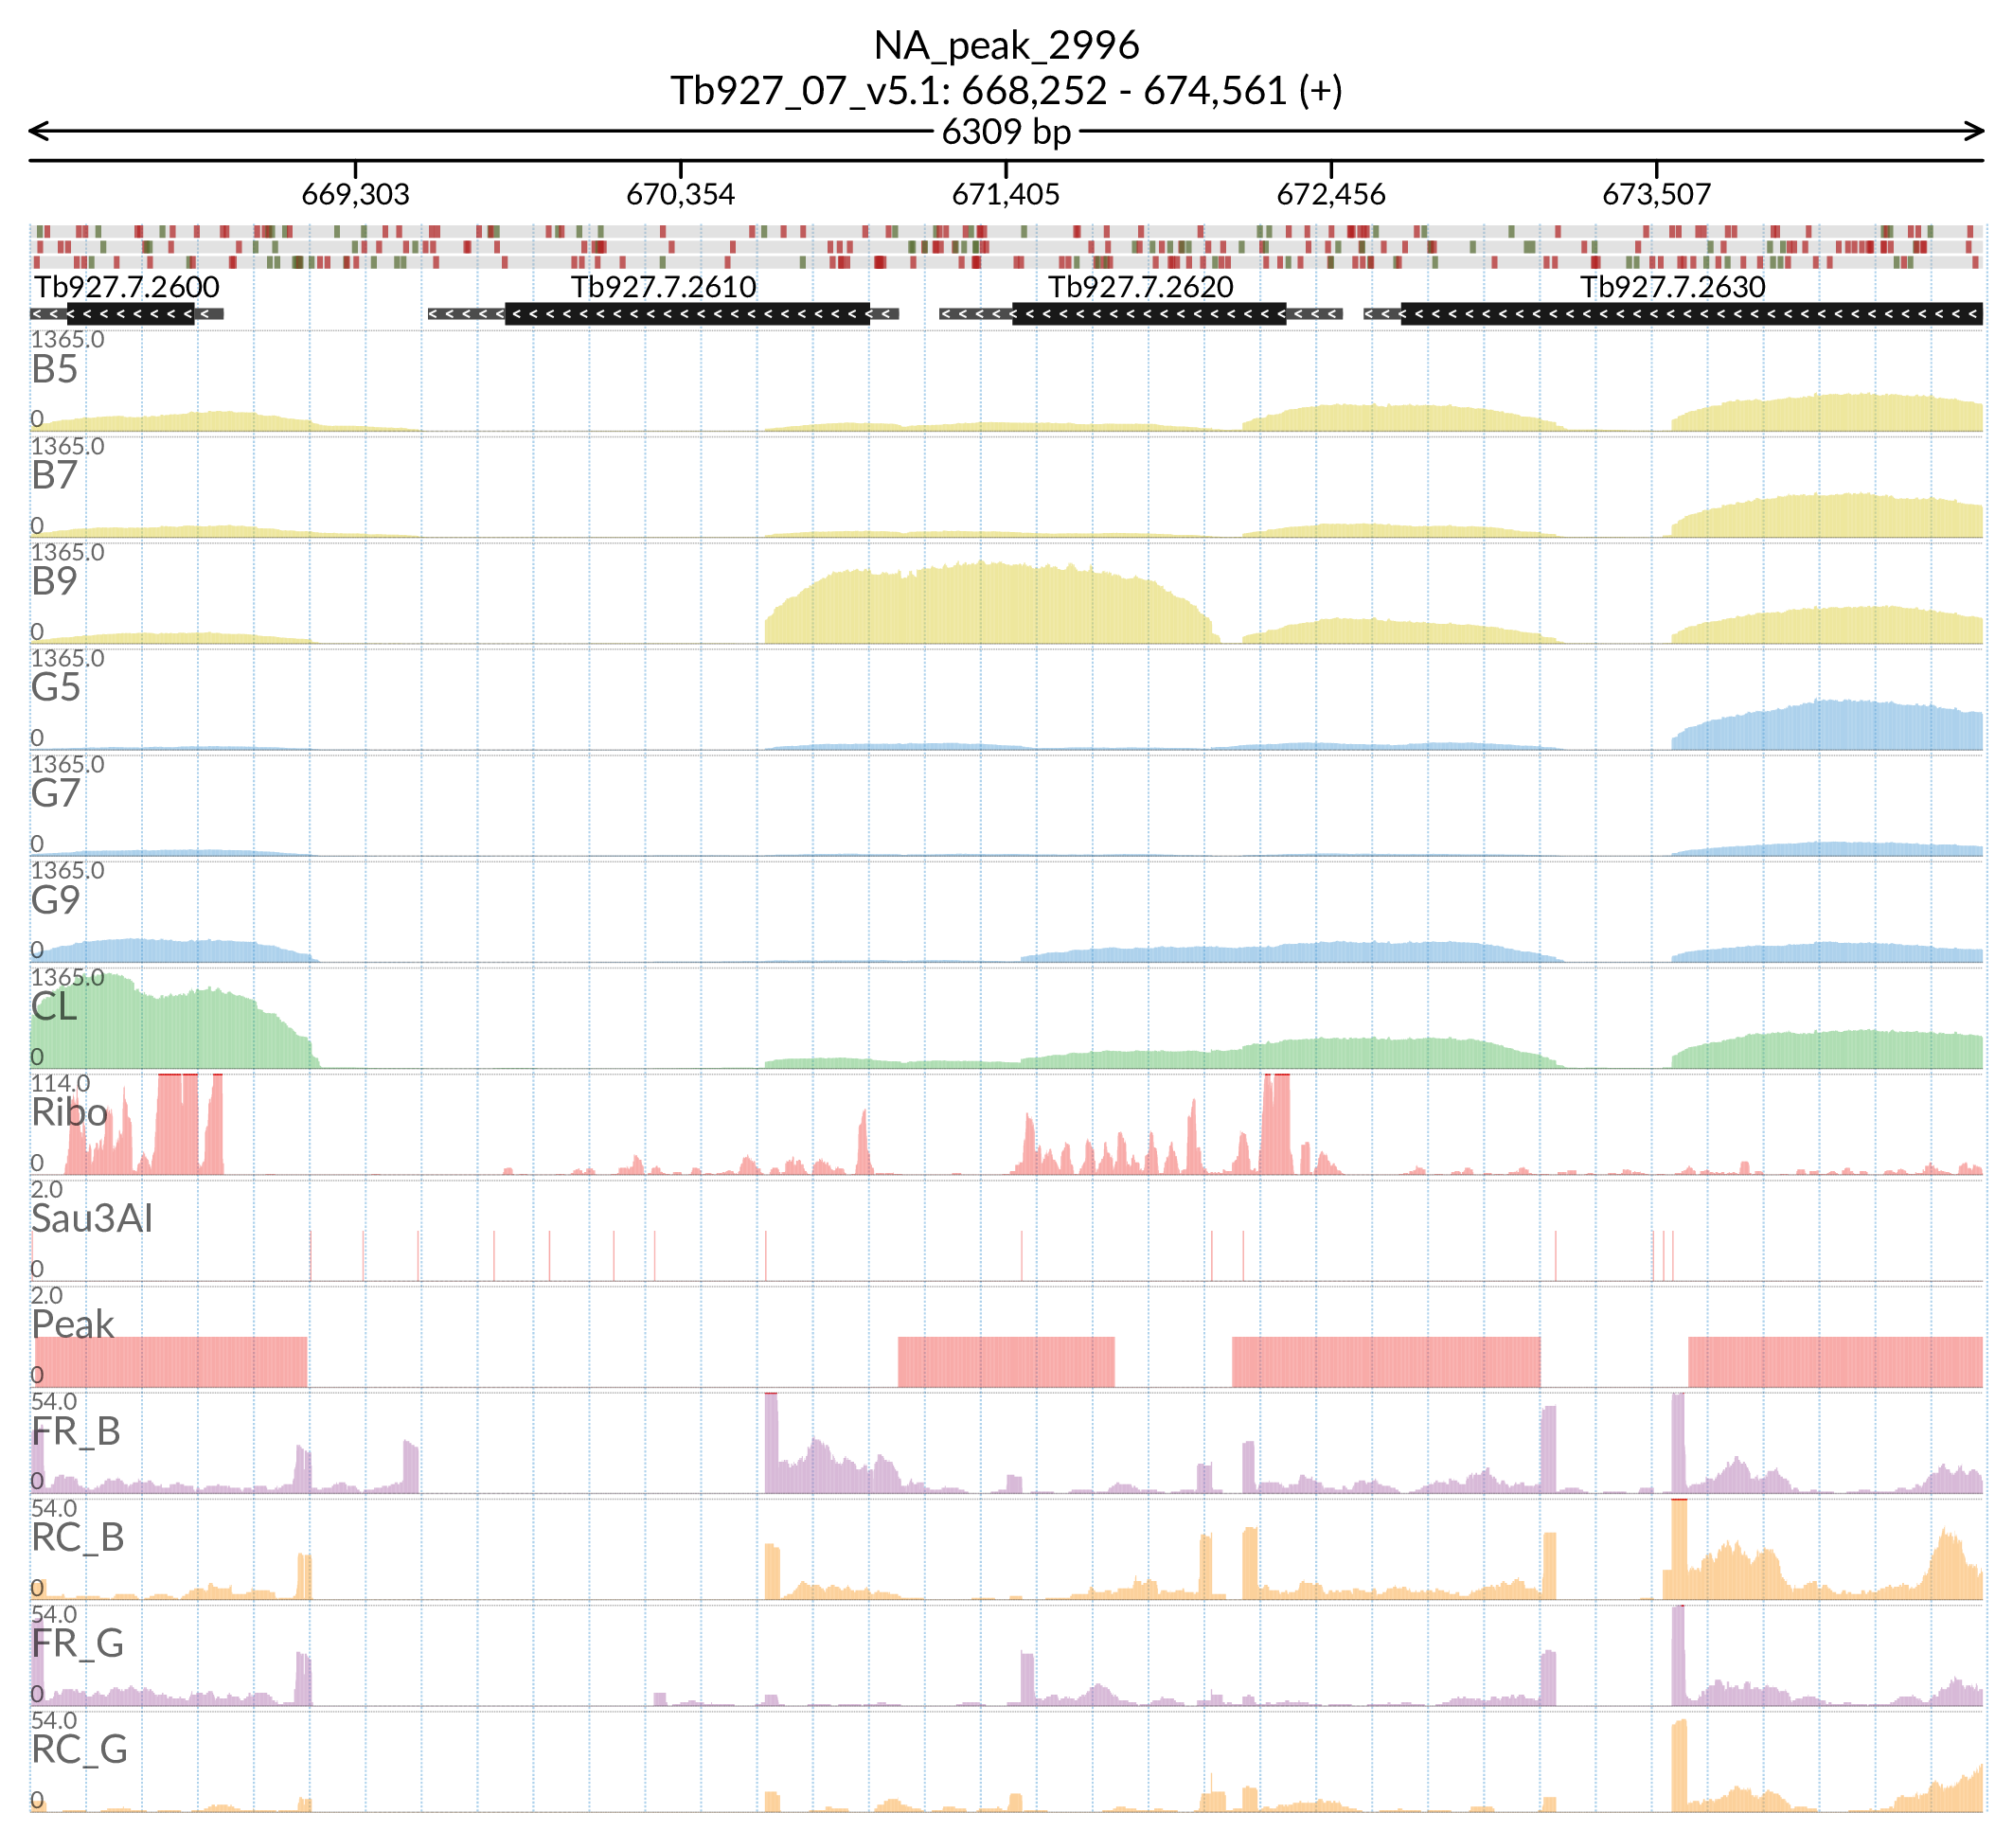 NA_peak_2996
Tb927_07_v5.1: 668,252 - 674,561 (+)
6309 bp
669,303 670,354 671,405 672,456 673,507
Tb927.7.2600 Tb927.7.2610 Tb927.7.2620 Tb927.7.2630
1365.0
B5
0
1365.0
B7
0
1365.0
B9
0
1365.0
G5
0
1365.0
G7
0
1365.0
G9
0
1365.0
CL
0
114.0
Ribo
0
2.0
Sau3AI
0
2.0
Peak
0
54.0
FR_B
0
54.0
RC_B
0
54.0
FR_G
0
54.0
RC_G
0